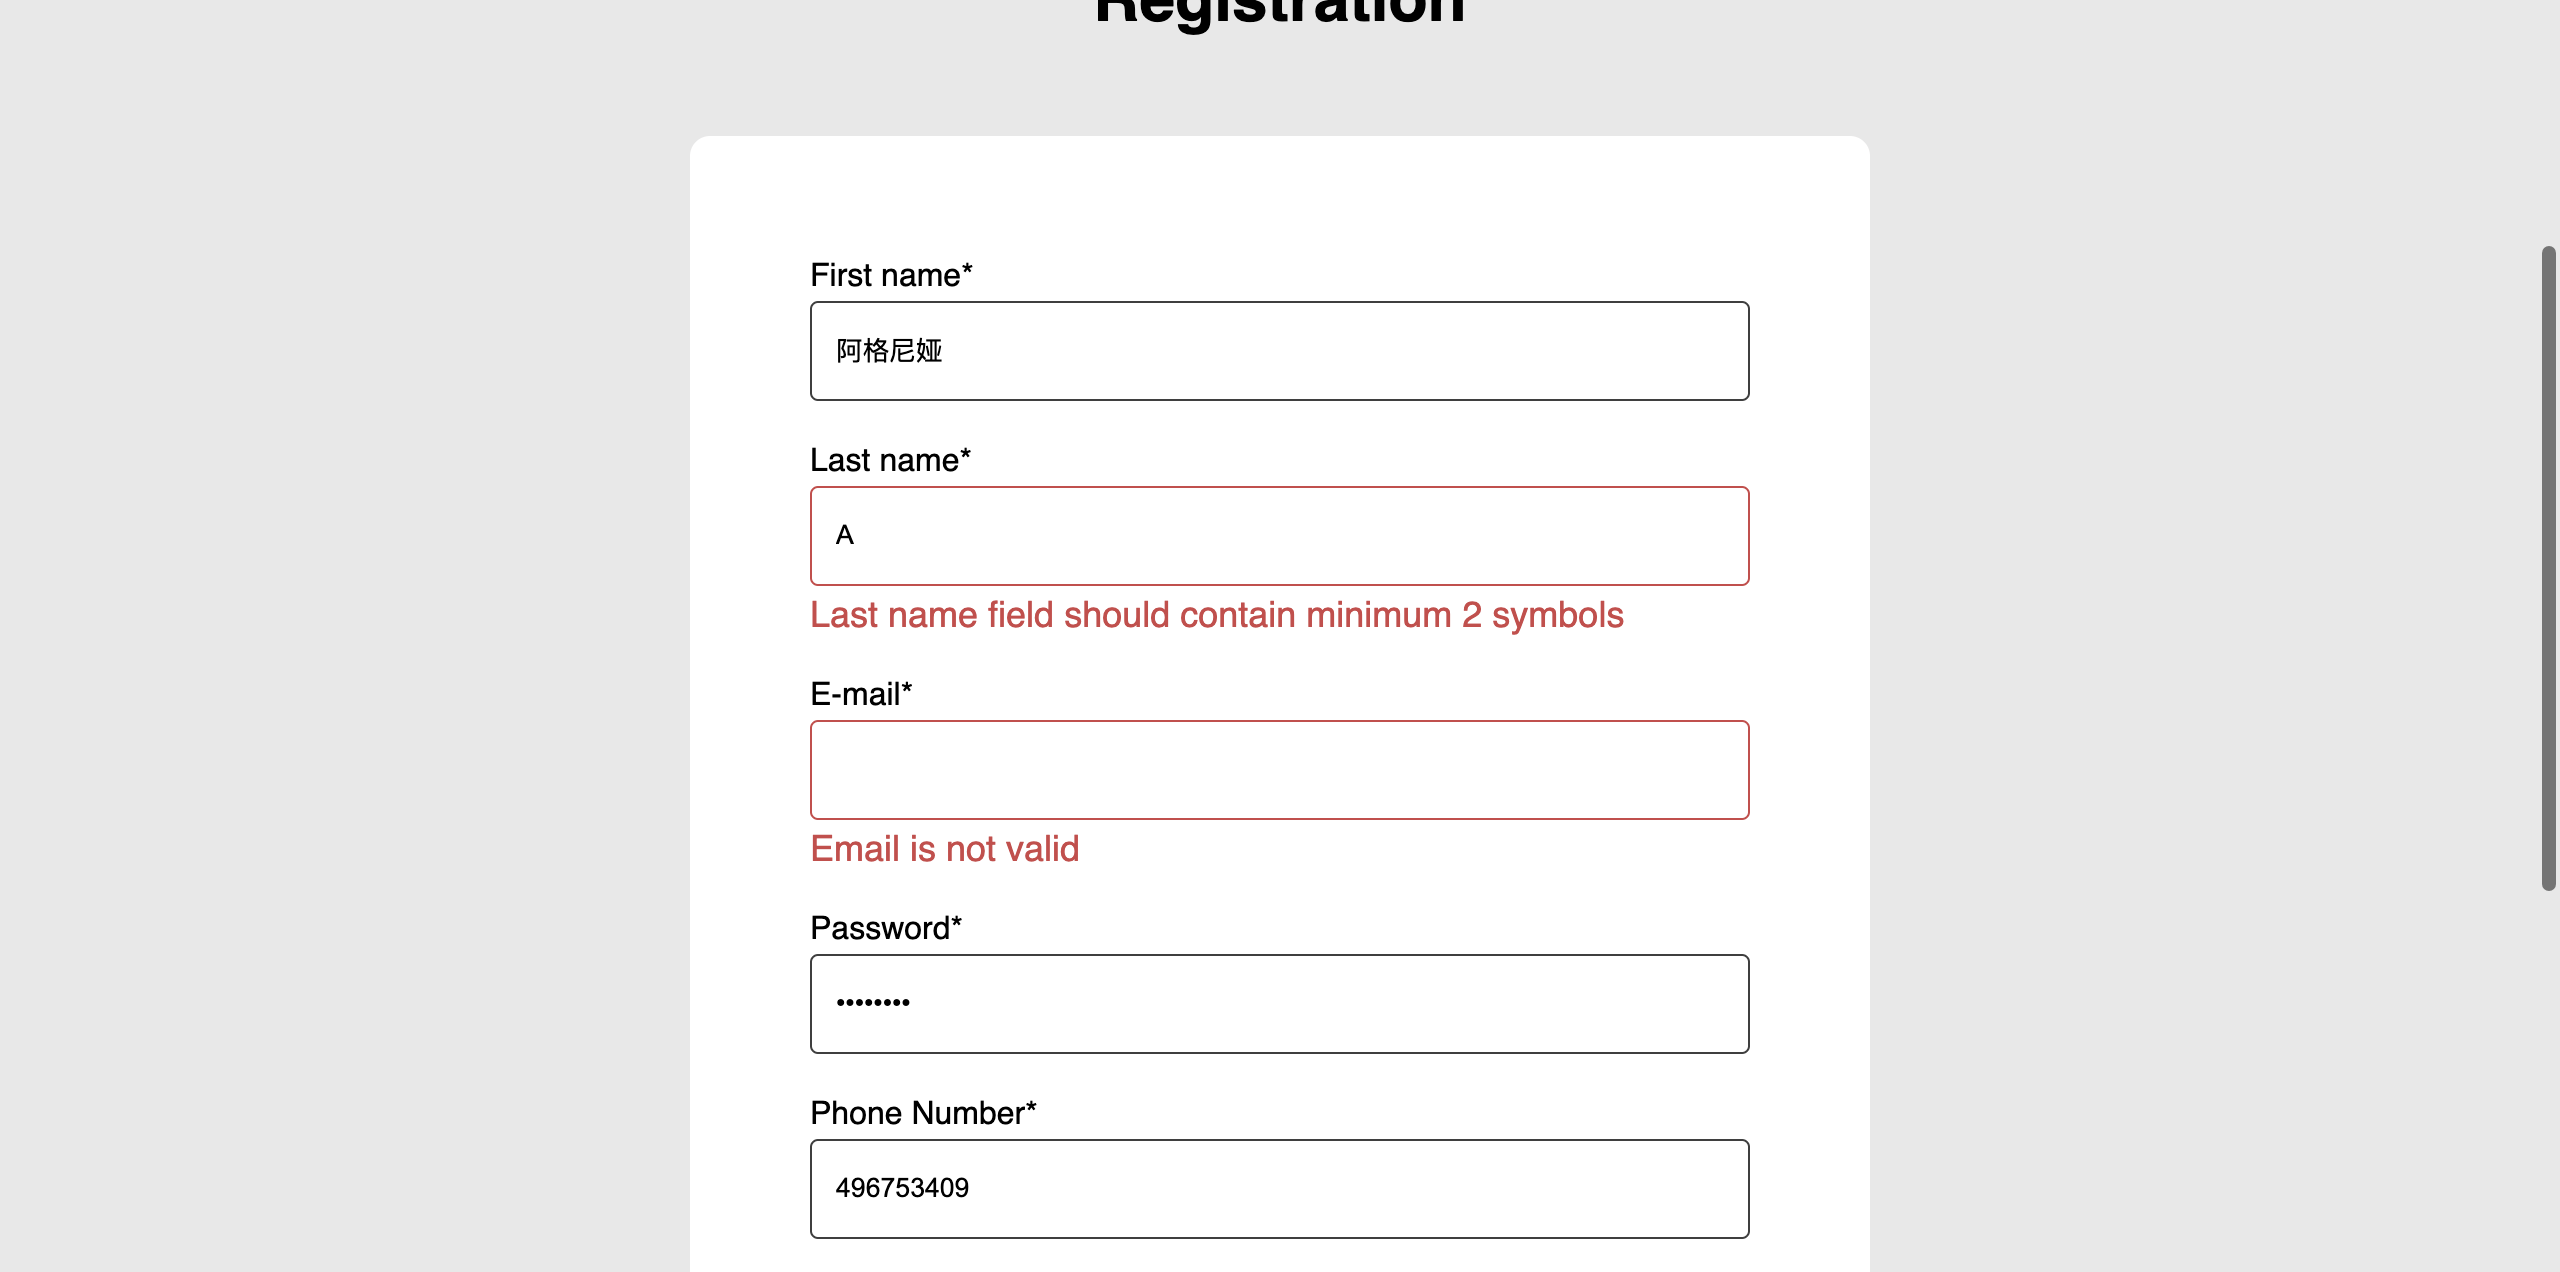 Registration
First name*
阿格尼娅
Last name*
A
Last name field should contain minimum 2 symbols
E-mail*
Email is not valid
Password*
••••••••
Phone Number*
496753409